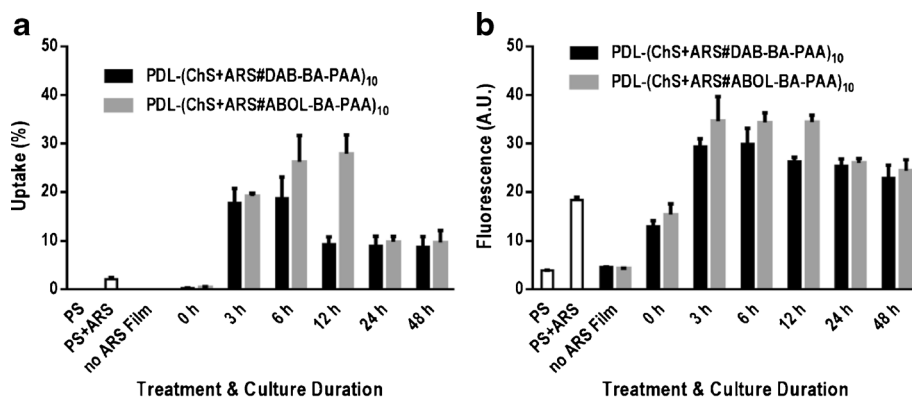 a
50
40
30
20
10
0
Uptake (%)
PDL-(ChS+ARS#DAB-BA-PAA)10
PDL-(ChS+ARS#ABOL-BA-PAA)10
PS
PS+ARS
no ARS Film
0 h
3 h
6 h
12 h
24 h
48 h
Treatment & Culture Duration
b
50
40
30
20
10
0
Fluorescence (A.U.)
PDL-(ChS+ARS#DAB-BA-PAA)10
PDL-(ChS+ARS#ABOL-BA-PAA)10
PS
PS+ARS
no ARS Film
0 h
3 h
6 h
12 h
24 h
48 h
Treatment & Culture Duration